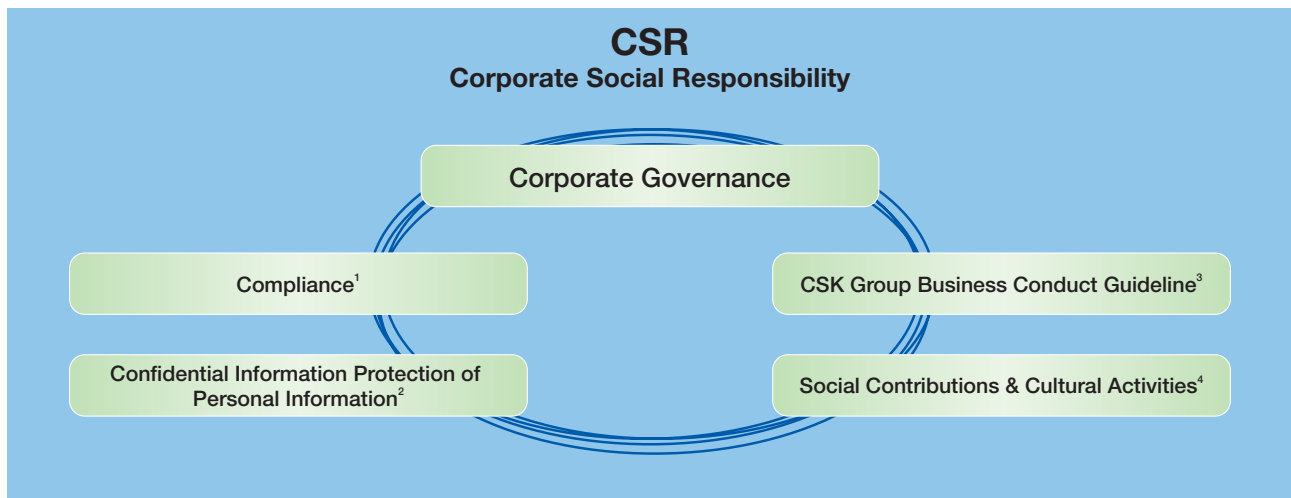 CSR
Corporate Social Responsibility
Corporate Governance
Compliance¹
CSK Group Business Conduct Guideline³
Confidential Information Protection of
Personal Information²
Social Contributions & Cultural Activities⁴